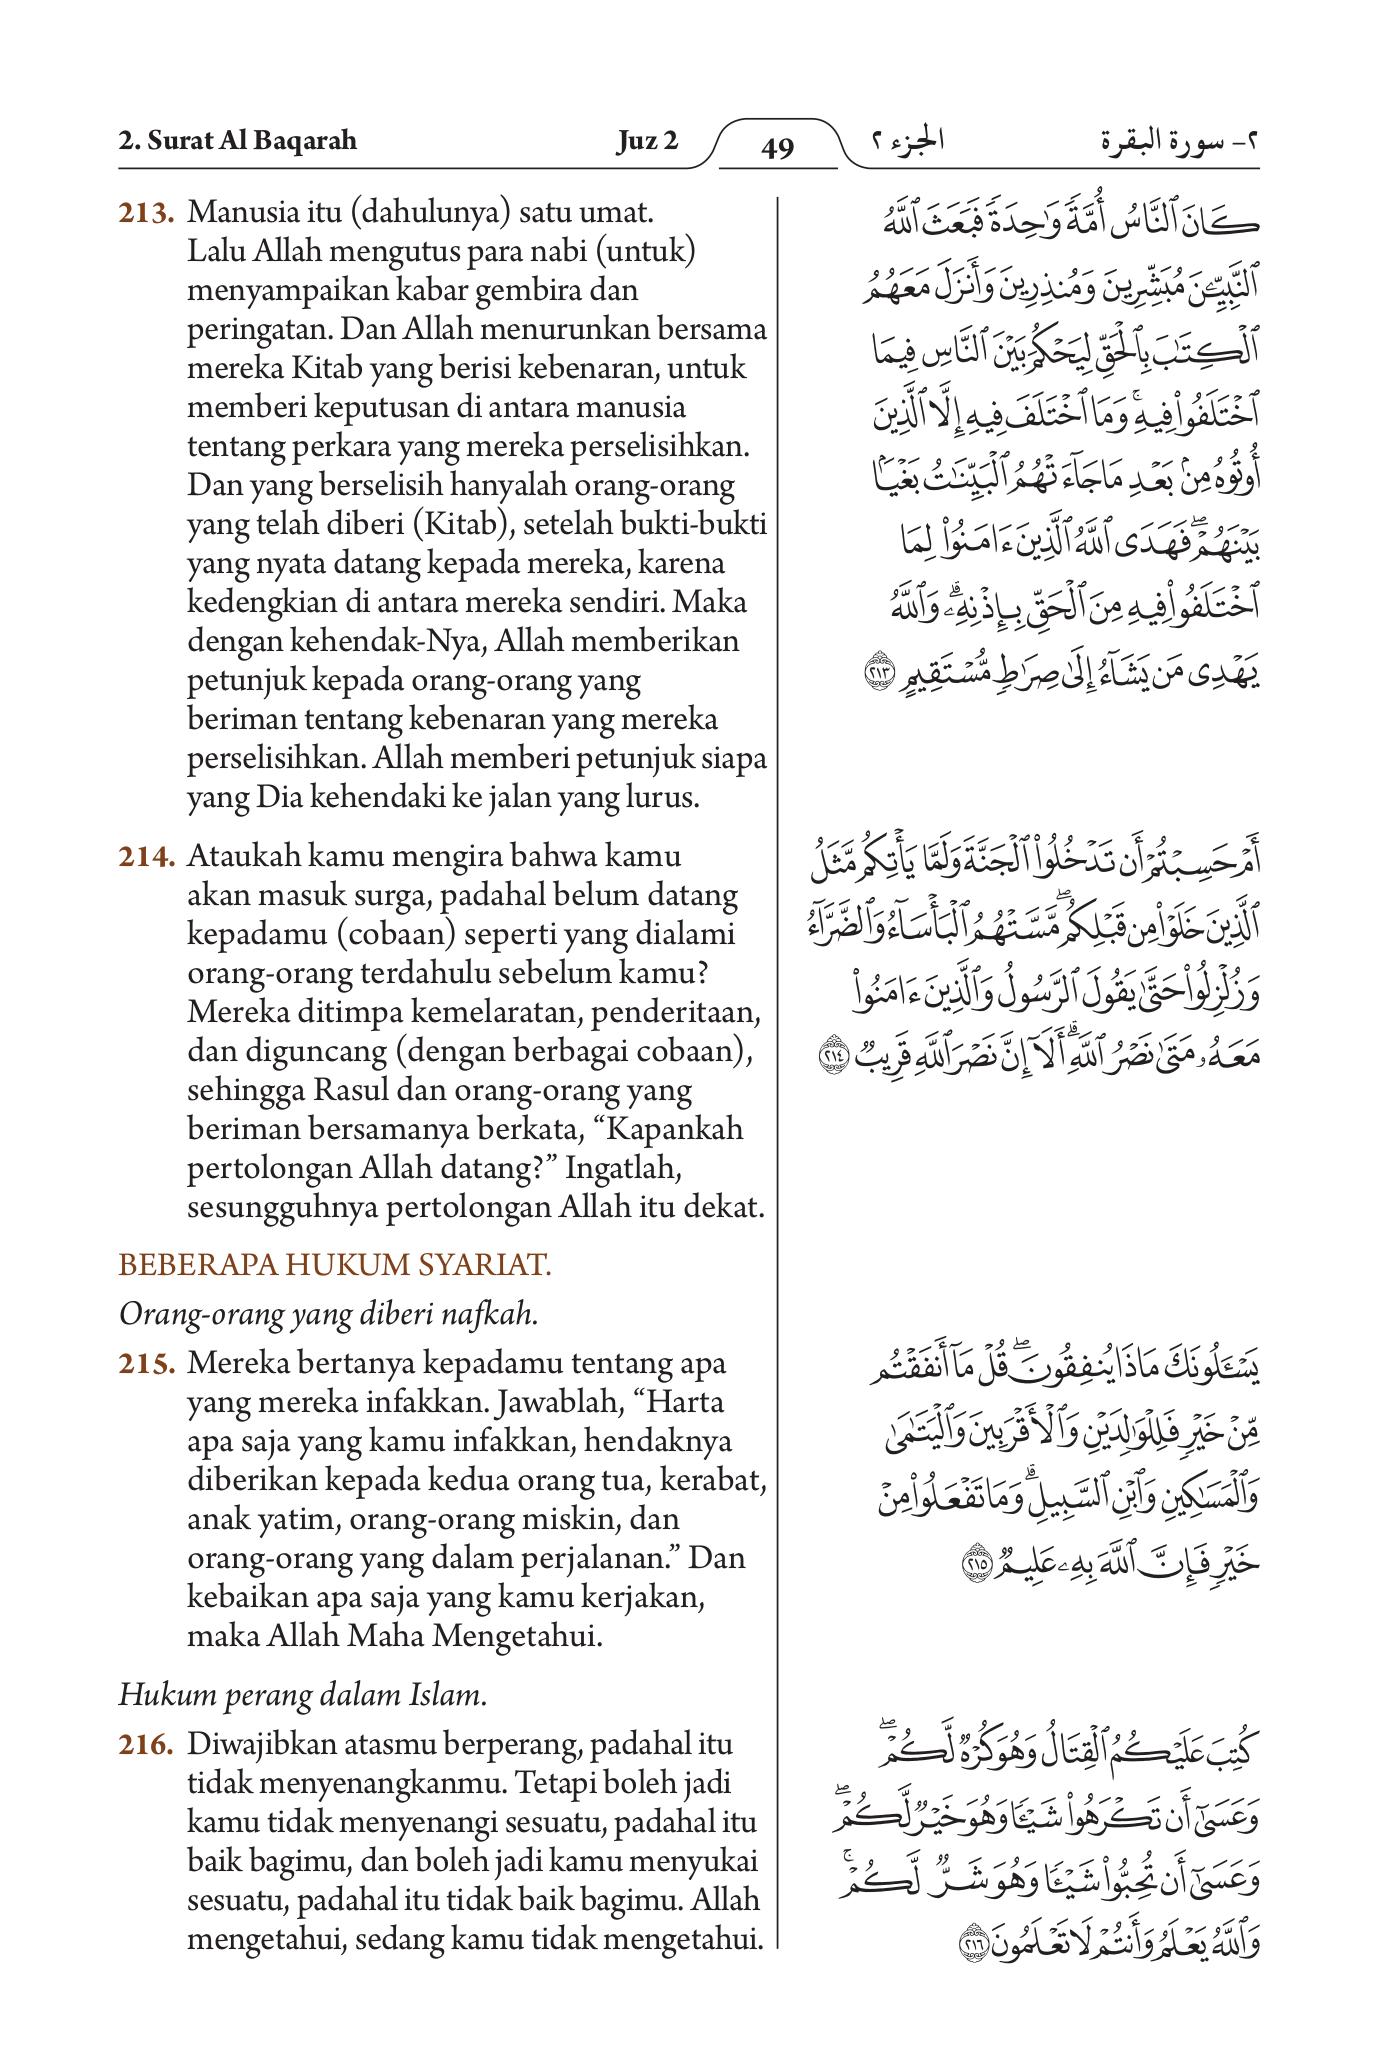 2. Surat Al Baqarah
Juz 2
49
الجزء ٢
٢- سورة البقرة
213. Manusia itu (dahulunya) satu umat.
Lalu Allah mengutus para nabi (untuk)
menyampaikan kabar gembira dan
peringatan. Dan Allah menurunkan bersama
mereka Kitab yang berisi kebenaran, untuk
memberi keputusan di antara manusia
tentang perkara yang mereka perselisihkan.
Dan yang berselisih hanyalah orang-orang
yang telah diberi (Kitab), setelah bukti-bukti
yang nyata datang kepada mereka, karena
kedengkian di antara mereka sendiri. Maka
dengan kehendak-Nya, Allah memberikan
petunjuk kepada orang-orang yang
beriman tentang kebenaran yang mereka
perselisihkan. Allah memberi petunjuk siapa
yang Dia kehendaki ke jalan yang lurus.
214. Ataukah kamu mengira bahwa kamu
akan masuk surga, padahal belum datang
kepadamu (cobaan) seperti yang dialami
orang-orang terdahulu sebelum kamu?
Mereka ditimpa kemelaratan, penderitaan,
dan diguncang (dengan berbagai cobaan),
sehingga Rasul dan orang-orang yang
beriman bersamanya berkata, “Kapankah
pertolongan Allah datang?” Ingatlah,
sesungguhnya pertolongan Allah itu dekat.
BEBERAPA HUKUM SYARIAT.
Orang-orang yang diberi nafkah.
215. Mereka bertanya kepadamu tentang apa
yang mereka infakkan. Jawablah, “Harta
apa saja yang kamu infakkan, hendaknya
diberikan kepada kedua orang tua, kerabat,
anak yatim, orang-orang miskin, dan
orang-orang yang dalam perjalanan.” Dan
kebaikan apa saja yang kamu kerjakan,
maka Allah Maha Mengetahui.
Hukum perang dalam Islam.
216. Diwajibkan atasmu berperang, padahal itu
tidak menyenangkanmu. Tetapi boleh jadi
kamu tidak menyenangi sesuatu, padahal itu
baik bagimu, dan boleh jadi kamu menyukai
sesuatu, padahal itu tidak baik bagimu. Allah
mengetahui, sedang kamu tidak mengetahui.
كَانَ ٱلنَّاسُ أُمَّةً وَٰحِدَةً فَبَعَثَ ٱللَّهُ
ٱلنَّبِيِّـۧنَ مُبَشِّرِينَ وَمُنذِرِينَ وَأَنزَلَ مَعَهُمُ
ٱلْكِتَٰبَ بِٱلْحَقِّ لِيَحْكُمَ بَيْنَ ٱلنَّاسِ فِيمَا
ٱخْتَلَفُوا۟ فِيهِ ۚ وَمَا ٱخْتَلَفَ فِيهِ إِلَّا ٱلَّذِينَ
أُوتُوهُ مِنۢ بَعْدِ مَا جَآءَتْهُمُ ٱلْبَيِّنَٰتُ بَغْيًۢا
بَيْنَهُمْ ۖ فَهَدَى ٱللَّهُ ٱلَّذِينَ ءَامَنُوا۟ لِمَا
ٱخْتَلَفُوا۟ فِيهِ مِنَ ٱلْحَقِّ بِإِذْنِهِۦ ۗ وَٱللَّهُ
يَهْدِى مَن يَشَآءُ إِلَىٰ صِرَٰطٍ مُّسْتَقِيمٍ ٢١٣
أَمْ حَسِبْتُمْ أَن تَدْخُلُوا۟ ٱلْجَنَّةَ وَلَمَّا يَأْتِكُم مَّثَلُ
ٱلَّذِينَ خَلَوْا۟ مِن قَبْلِكُم ۖ مَّسَّتْهُمُ ٱلْبَأْسَآءُ وَٱلضَّرَّآءُ
وَزُلْزِلُوا۟ حَتَّىٰ يَقُولَ ٱلرَّسُولُ وَٱلَّذِينَ ءَامَنُوا۟
مَعَهُۥ مَتَىٰ نَصْرُ ٱللَّهِ ۗ أَلَآ إِنَّ نَصْرَ ٱللَّهِ قَرِيبٌ ٢١٤
يَسْـَٔلُونَكَ مَاذَا يُنفِقُونَ ۖ قُلْ مَآ أَنفَقْتُم
مِّنْ خَيْرٍ فَلِلْوَٰلِدَيْنِ وَٱلْأَقْرَبِينَ وَٱلْيَتَٰمَىٰ
وَٱلْمَسَٰكِينِ وَٱبْنِ ٱلسَّبِيلِ ۗ وَمَا تَفْعَلُوا۟ مِنْ
خَيْرٍ فَإِنَّ ٱللَّهَ بِهِۦ عَلِيمٌ ٢١٥
كُتِبَ عَلَيْكُمُ ٱلْقِتَالُ وَهُوَ كُرْهٌ لَّكُمْ ۖ
وَعَسَىٰٓ أَن تَكْرَهُوا۟ شَيْـًٔا وَهُوَ خَيْرٌ لَّكُمْ ۖ
وَعَسَىٰٓ أَن تُحِبُّوا۟ شَيْـًٔا وَهُوَ شَرٌّ لَّكُمْ ۚ
وَٱللَّهُ يَعْلَمُ وَأَنتُمْ لَا تَعْلَمُونَ ٢١٦